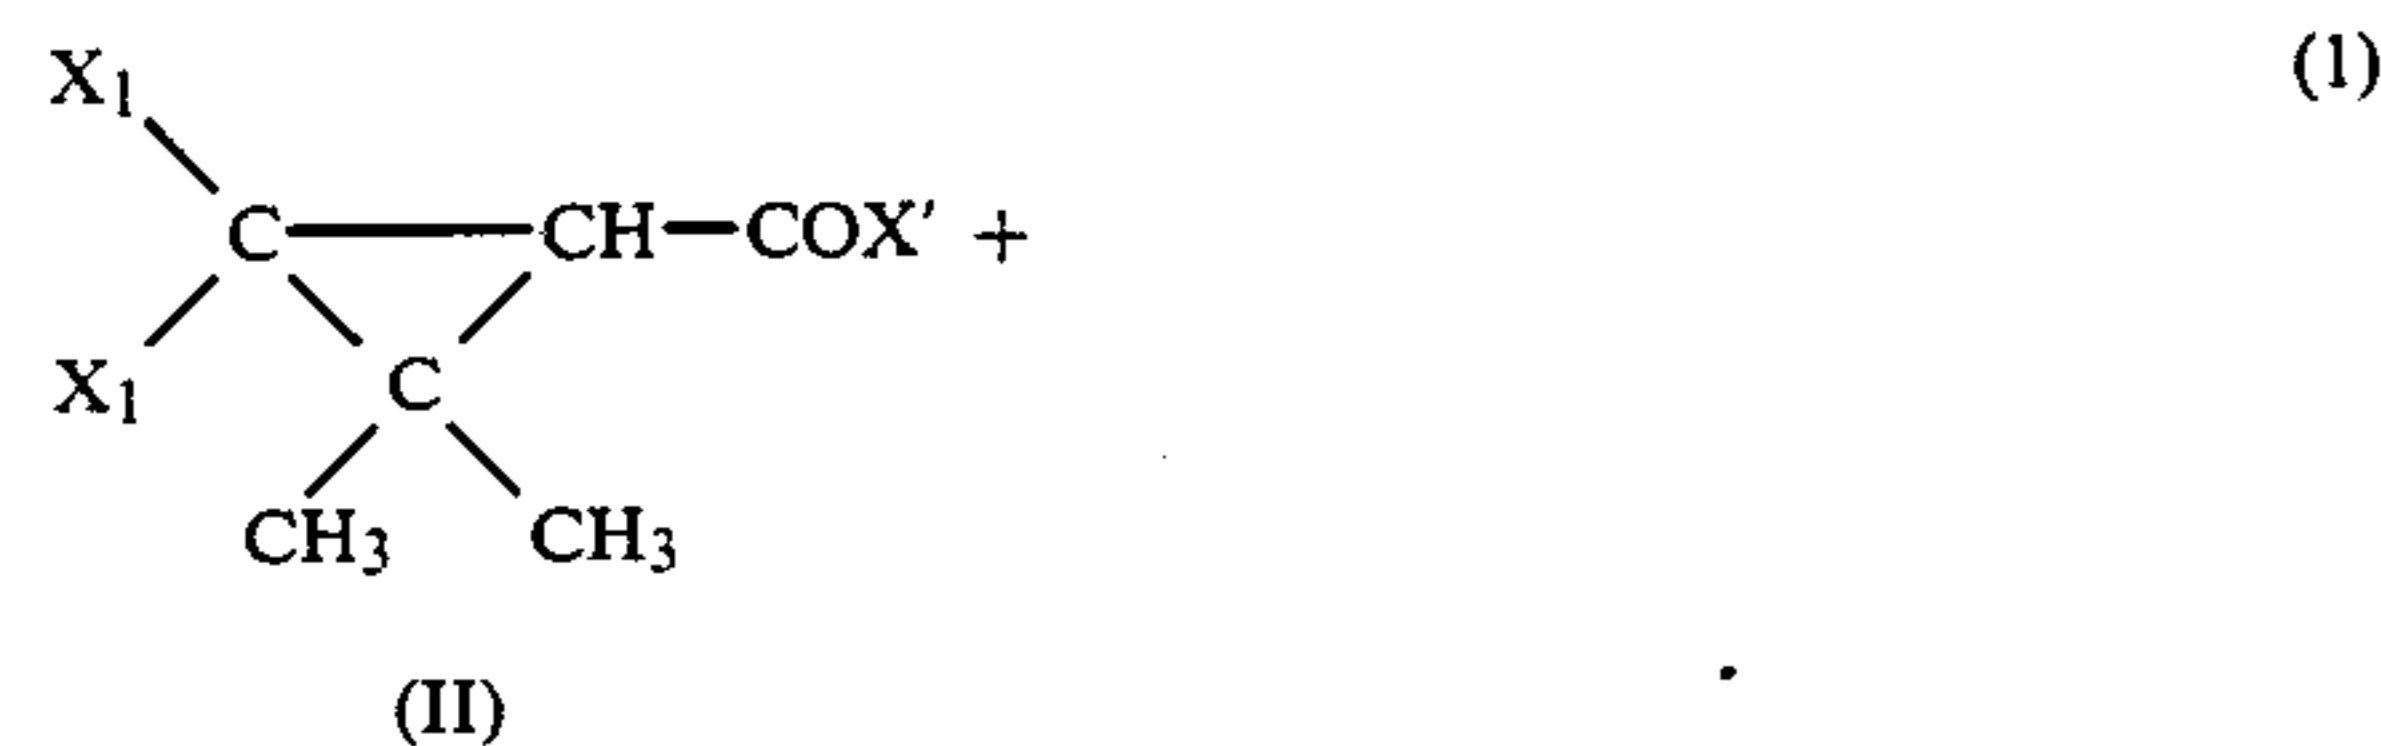 X1 (1)
C CH—COX' +
X1 C
CH3 CH3
(II)